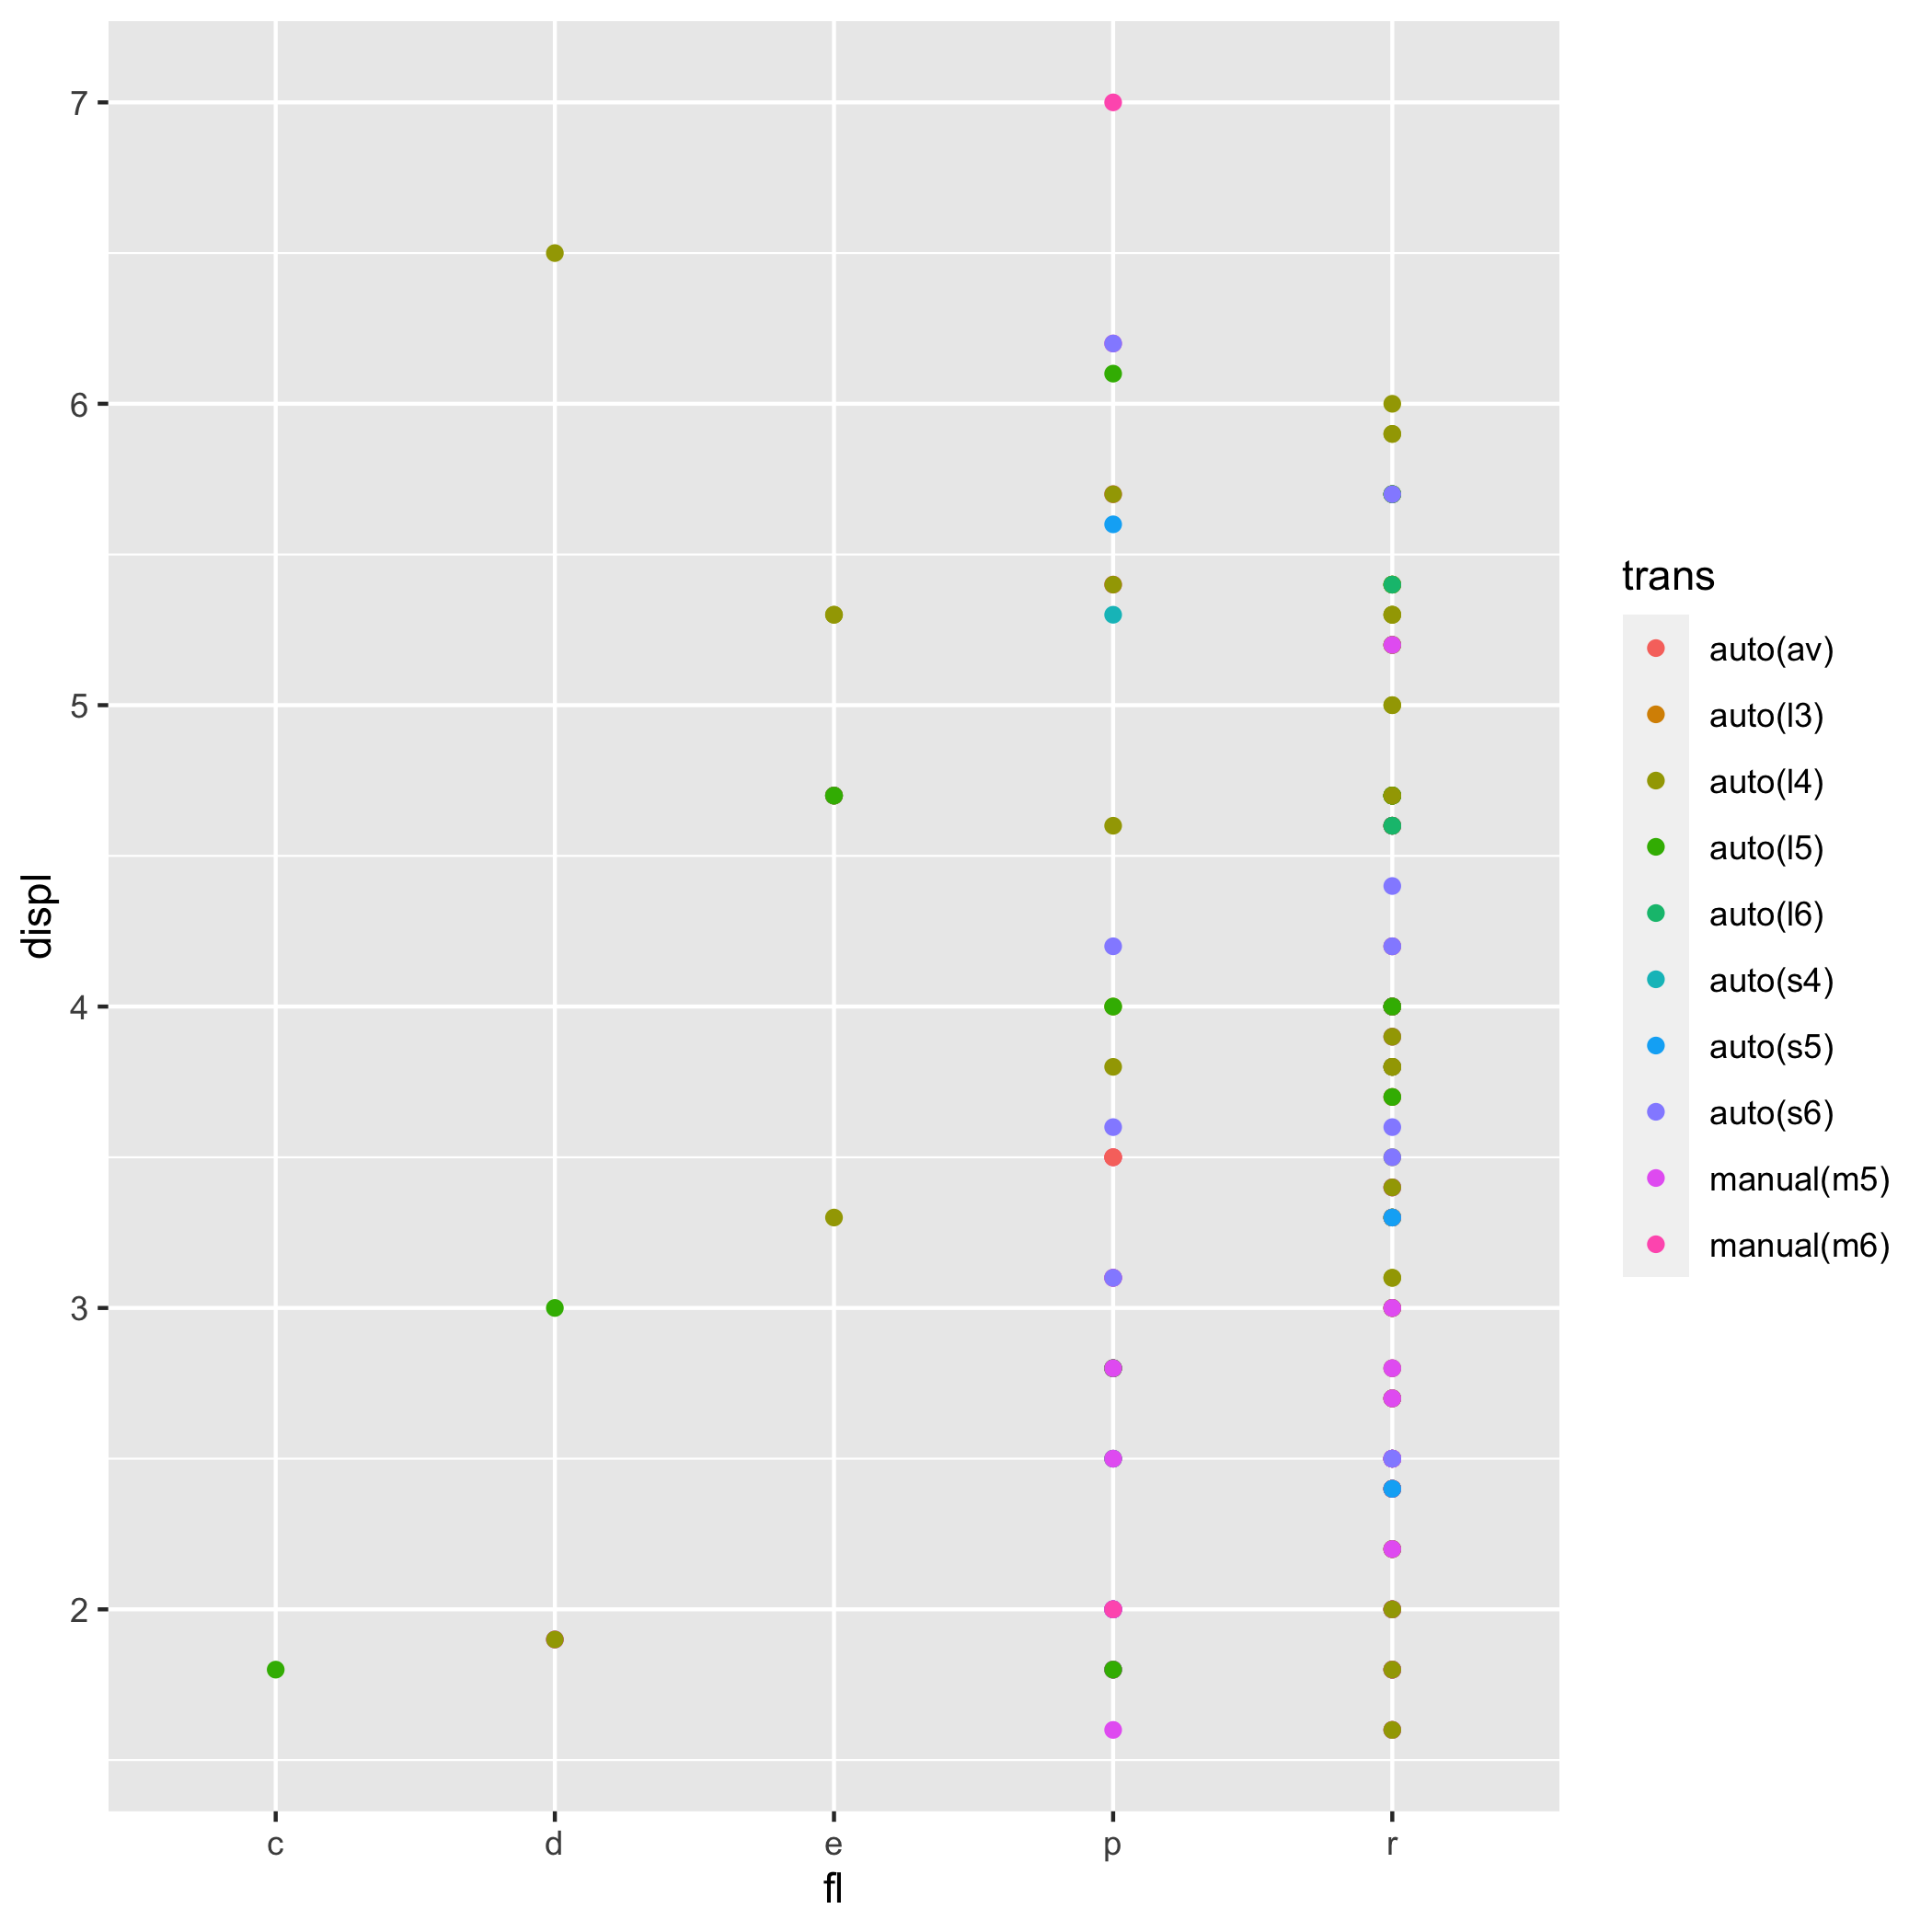 displ
7
6
5
4
3
2
c d e p r
fl
trans
auto(av)
auto(l3)
auto(l4)
auto(l5)
auto(l6)
auto(s4)
auto(s5)
auto(s6)
manual(m5)
manual(m6)